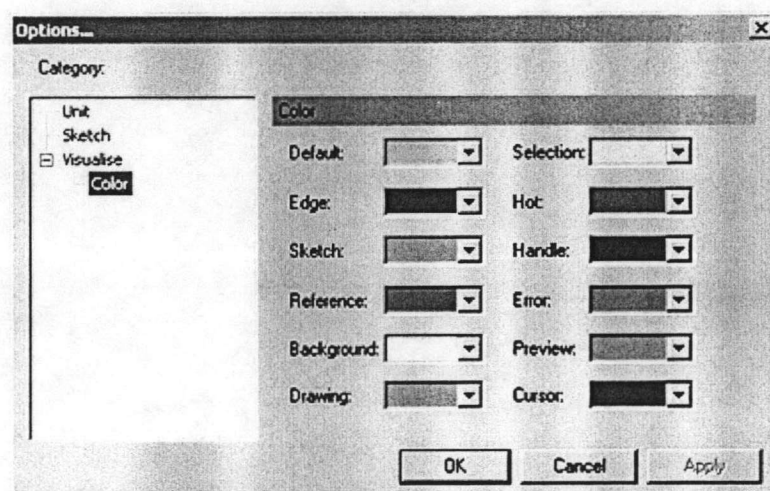 Options...
Category:
Unit
Sketch
Visualise
Color
Color
Default: Selection:
Edge: Hot:
Sketch: Handle:
Reference: Error:
Background: Preview:
Drawing: Cursor:
OK Cancel Apply